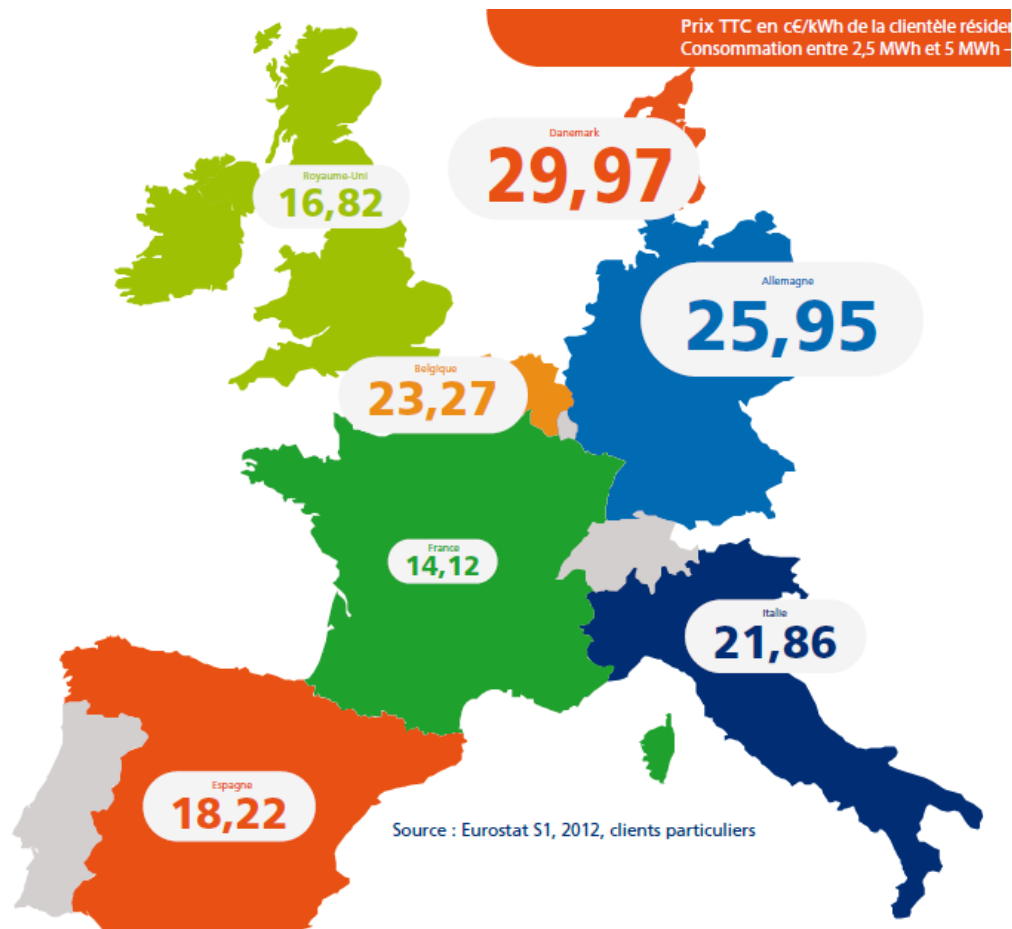 Prix TTC en c€/kWh de la clientèle
Consommation entre 2,5 MWh et 5 MWh –
Danemark
29,97
Royaume-Uni
16,82
Allemagne
25,95
Belgique
23,27
France
14,12
Italie
21,86
Espagne
18,22
Source : Eurostat S1, 2012, clients particuliers